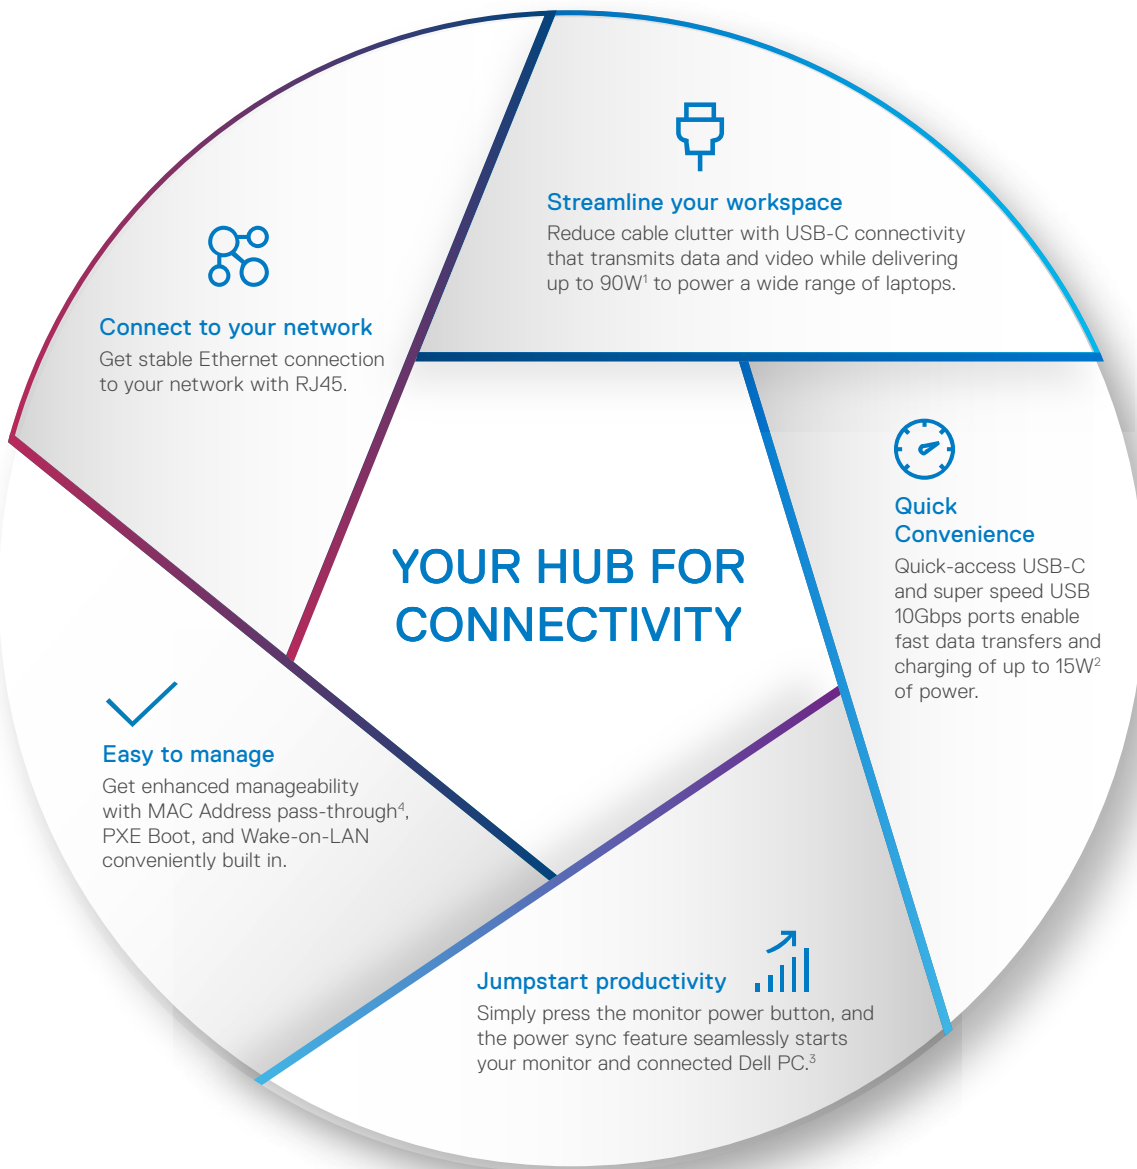 Streamline your workspace
Reduce cable clutter with USB-C connectivity
that transmits data and video while delivering
up to 90W¹ to power a wide range of laptops.
Connect to your network
Get stable Ethernet connection
to your network with RJ45.
YOUR HUB FOR
CONNECTIVITY
Quick
Convenience
Quick-access USB-C
and super speed USB
10Gbps ports enable
fast data transfers and
charging of up to 15W²
of power.
Easy to manage
Get enhanced manageability
with MAC Address pass-through⁴,
PXE Boot, and Wake-on-LAN
conveniently built in.
Jumpstart productivity
Simply press the monitor power button, and
the power sync feature seamlessly starts
your monitor and connected Dell PC.³